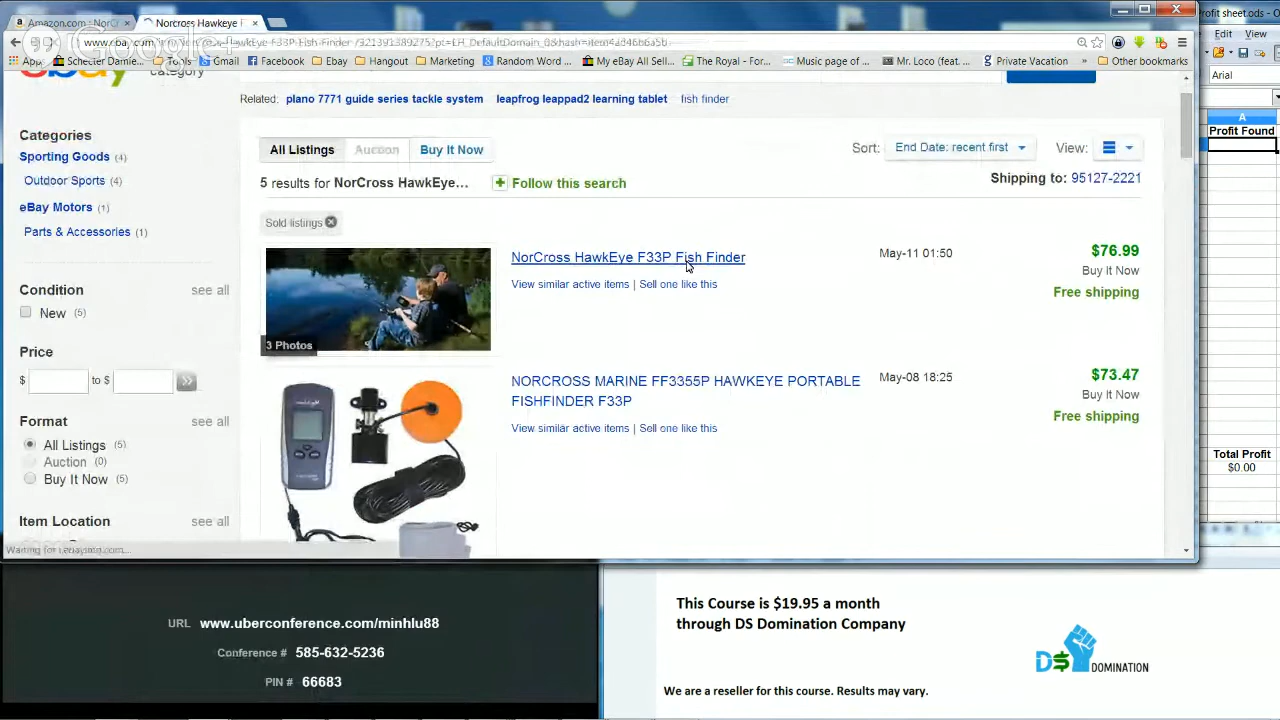 Amazon.com : NorCr ×
Norcross Hawkeye F ×
Google+
Apps
Schecter Damie...
Toys
Gmail
Facebook
Ebay
Hangout
Marketing
Random Word ...
My eBay All Sell...
The Royal - For...
Music page of ...
Mr. Loco (feat. ...
Private Vacation
»
Other bookmarks
ebay
category
Related: plano 7771 guide series tackle system leapfrog leappad2 learning tablet fish finder
Categories
Sporting Goods (4)
Outdoor Sports (4)
eBay Motors (1)
Parts & Accessories (1)
Condition see all
New (5)
Price
$ to $ »
Format
All Listings (5)
Auction (0)
Buy It Now (5)
Item Location see all
All Listings Auction Buy It Now
Sort: End Date: recent first View:
5 results for NorCross HawkEye... + Follow this search
Shipping to: 95127-2221
Sold listings
3 Photos
NorCross HawkEye F33P Fish Finder
View similar active items | Sell one like this
May-11 01:50
$76.99
Buy It Now
Free shipping
NORCROSS MARINE FF3355P HAWKEYE PORTABLE
FISHFINDER F33P
View similar active items | Sell one like this
May-08 18:25
$73.47
Buy It Now
Free shipping
Profit sheet.ods -
Edit View
Arial
A
Profit Found
Total Profit
$0.00
URL www.uberconference.com/minhlu88
Conference # 585-632-5236
PIN # 66683
This Course is $19.95 a month
through DS Domination Company
D$ DOMINATION
We are a reseller for this course. Results may vary.